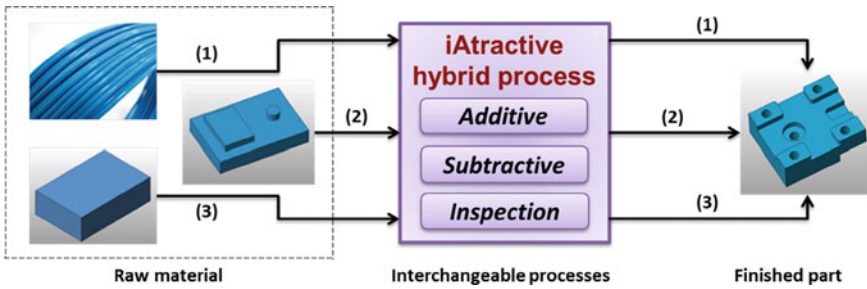 (1)
(2)
(3)
iAtractive
hybrid process
Additive
Subtractive
Inspection
(1)
(2)
(3)
Raw material
Interchangeable processes
Finished part